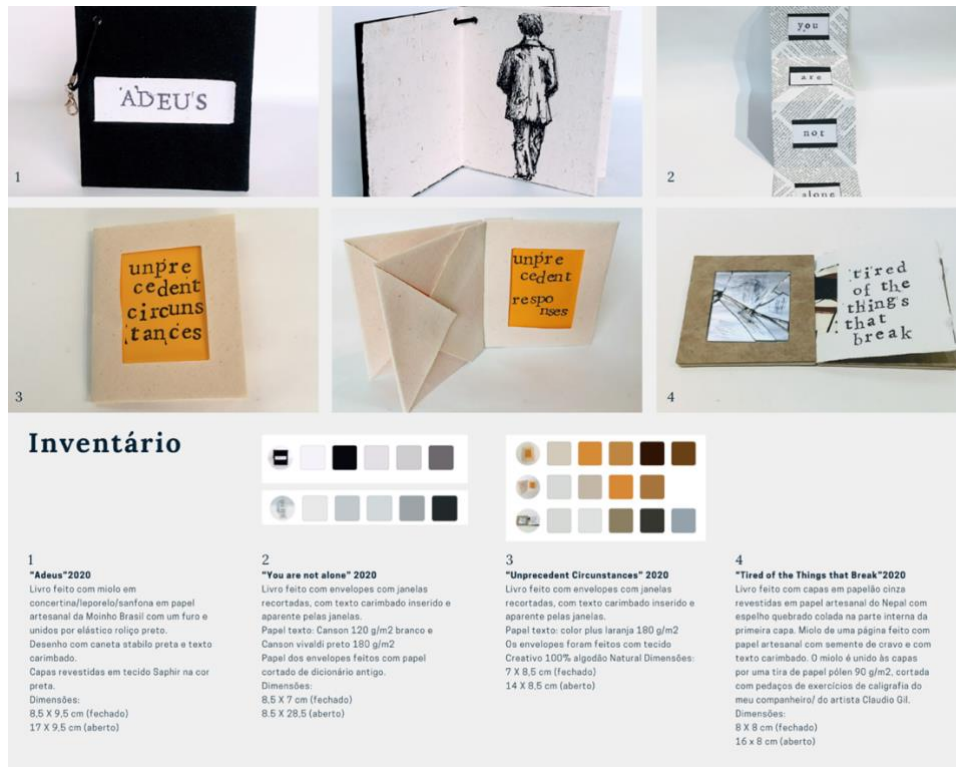 ADEU'S
1
you
are
not
alone
2
unpre
cedent
circuns
tances
3
unpre
cedent
respo
nses
tired
of the
things
that
break
4
Inventário
1
"Adeus"2020
Livro feito com miolo em
concertina/leporelo/sanfona em papel
artesanal da Moinho Brasil com um furo e
unidos por elástico roliço preto.
Desenho com caneta stabilo preta e texto
carimbado.
Capas revestidas em tecido Saphir na cor
preta.
Dimensões:
8,5 X 9,5 cm (fechado)
17 X 9,5 cm (aberto)
2
"You are not alone" 2020
Livro feito com envelopes com janelas
recortadas, com texto carimbado inserido e
aparente pelas janelas.
Papel texto: Canson 120 g/m2 branco e
Canson vivaldi preto 180 g/m2
Papel dos envelopes feitos com papel
cortado de dicionário antigo.
Dimensões:
8,5 X 7 cm (fechado)
8.5 X 28,5 (aberto)
3
"Unprecedent Circunstances" 2020
Livro feito com envelopes com janelas
recortadas, com texto carimbado inserido e
aparente pelas janelas.
Papel texto: color plus laranja 180 g/m2
Os envelopes foram feitos com tecido
Creativo 100% algodão Natural Dimensões:
7 X 8,5 cm (fechado)
14 X 8,5 cm (aberto)
4
"Tired of the Things that Break"2020
Livro feito com capas em papelão cinza
revestidas em papel artesanal do Nepal com
espelho quebrado colada na parte interna da
primeira capa. Miolo de uma página feito com
papel artesanal com semente de cravo e com
texto carimbado. O miolo é unido às capas
por uma tira de papel pólen 90 g/m2, cortada
com pedaços de exercícios de caligrafia do
meu companheiro/ do artista Claudio Gil.
Dimensões:
8 X 8 cm (fechado)
16 x 8 cm (aberto)